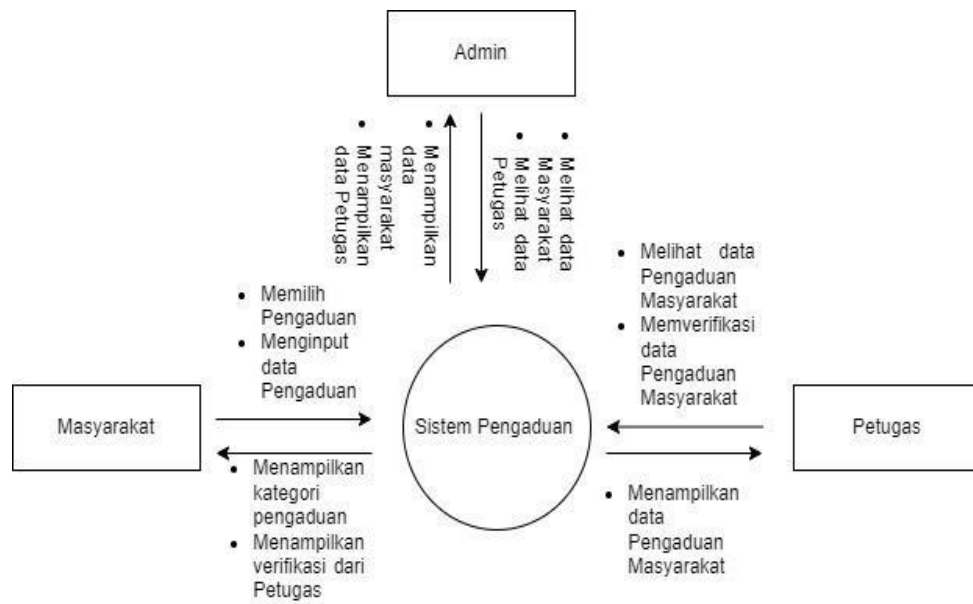 Admin
• Menampilkan
data
masyarakat
• Menampilkan
data Petugas
• Melihat data
Masyarakat
• Melihat data
Petugas
• Memilih
Pengaduan
• Menginput
data
Pengaduan
• Melihat data
Pengaduan
Masyarakat
• Memverifikasi
data
Pengaduan
Masyarakat
Masyarakat
Sistem Pengaduan
Petugas
• Menampilkan
kategori
pengaduan
• Menampilkan
verifikasi dari
Petugas
• Menampilkan
data
Pengaduan
Masyarakat